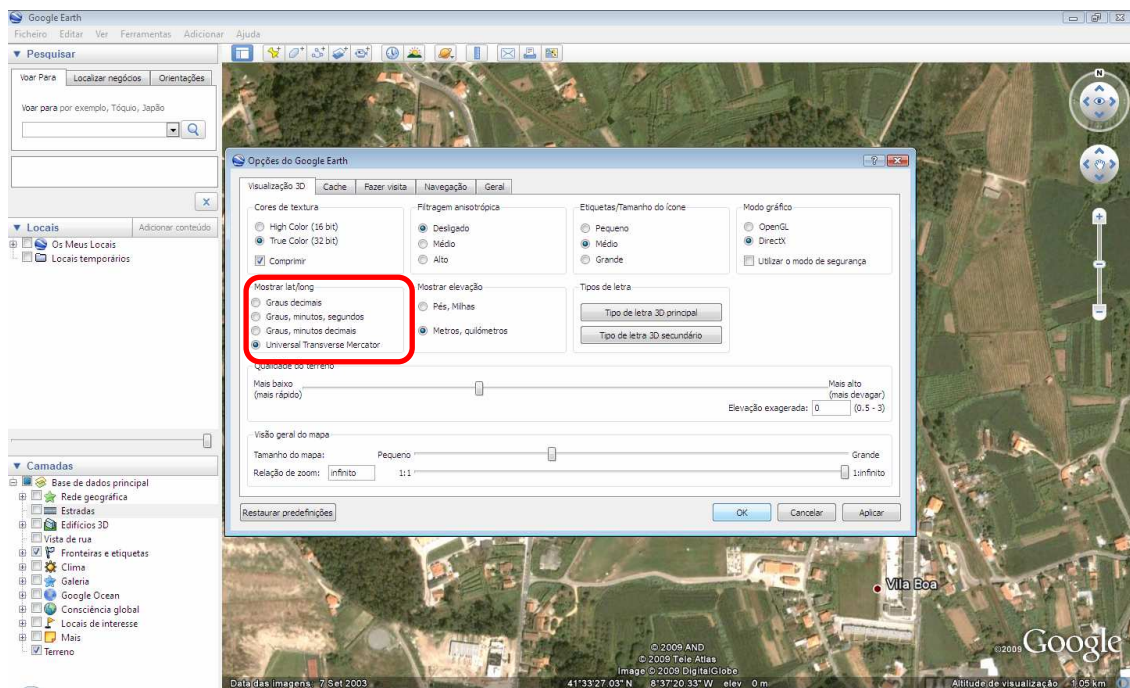 Google Earth
Ficheiro Editar Ver Ferramentas Adicionar Ajuda
Pesquisar
Voar Para Localizar negócios Orientações
Voar para por exemplo, Tóquio, Japão
Locais Adicionar conteúdo
Os Meus Locais
Locais temporários
Camadas
Base de dados principal
Rede geográfica
Estradas
Edifícios 3D
Vista de rua
Fronteiras e etiquetas
Clima
Galeria
Google Ocean
Consciência global
Locais de interesse
Mais
Terreno
N
Opções do Google Earth
Visualização 3D Cache Fazer visita Navegação Geral
Cores de textura
High Color (16 bit)
True Color (32 bit)
Comprimir
Filtragem anisotrópica
Desligado
Médio
Alto
Etiquetas/Tamanho do ícone
Pequeno
Médio
Grande
Modo gráfico
OpenGL
DirectX
Utilizar o modo de segurança
Mostrar lat/long
Graus decimais
Graus, minutos, segundos
Graus, minutos decimais
Universal Transverse Mercator
Mostrar elevação
Pés, Milhas
Metros, quilómetros
Tipos de letra
Tipo de letra 3D principal
Tipo de letra 3D secundário
Qualidade do terreno
Mais baixo
(mais rápido)
Mais alto
(mais devagar)
Elevação exagerada: 0 (0.5 - 3)
Visão geral do mapa
Tamanho do mapa: Pequeno Grande
Relação de zoom: infinito 1:1 1:infinito
Restaurar predefinições OK Cancelar Aplicar
Vila Boa
© 2009 AND
© 2009 Tele Atlas
Image © 2009 DigitalGlobe
©2009 Google
Data das imagens 7 Set 2003 41°33'27.03" N 8°37'20.33" W elev 0 m Altitude de visualização 1.05 km